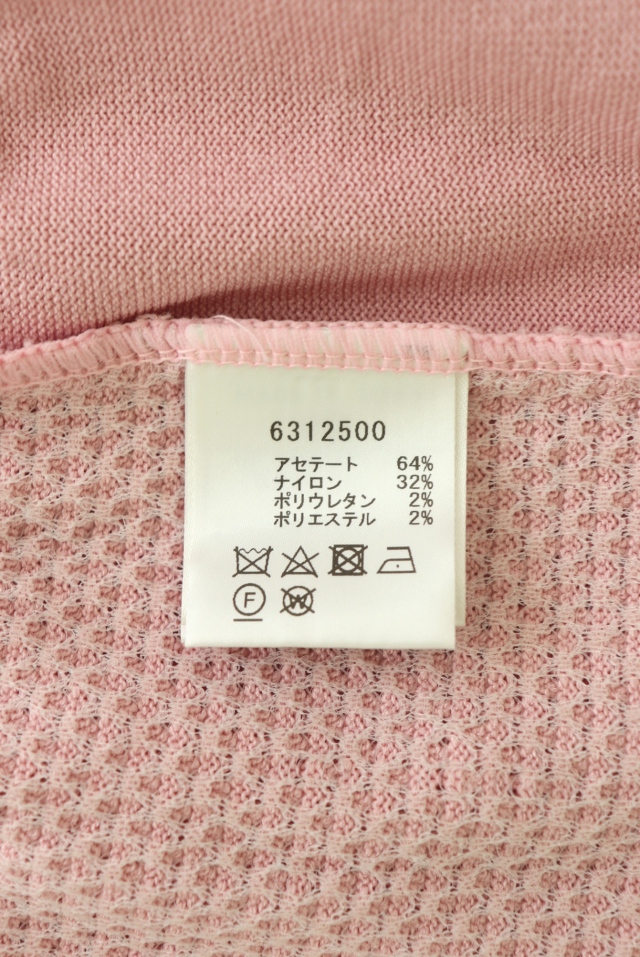 6312500
アセテート 64%
ナイロン 32%
ポリウレタン 2%
ポリエステル 2%
F W